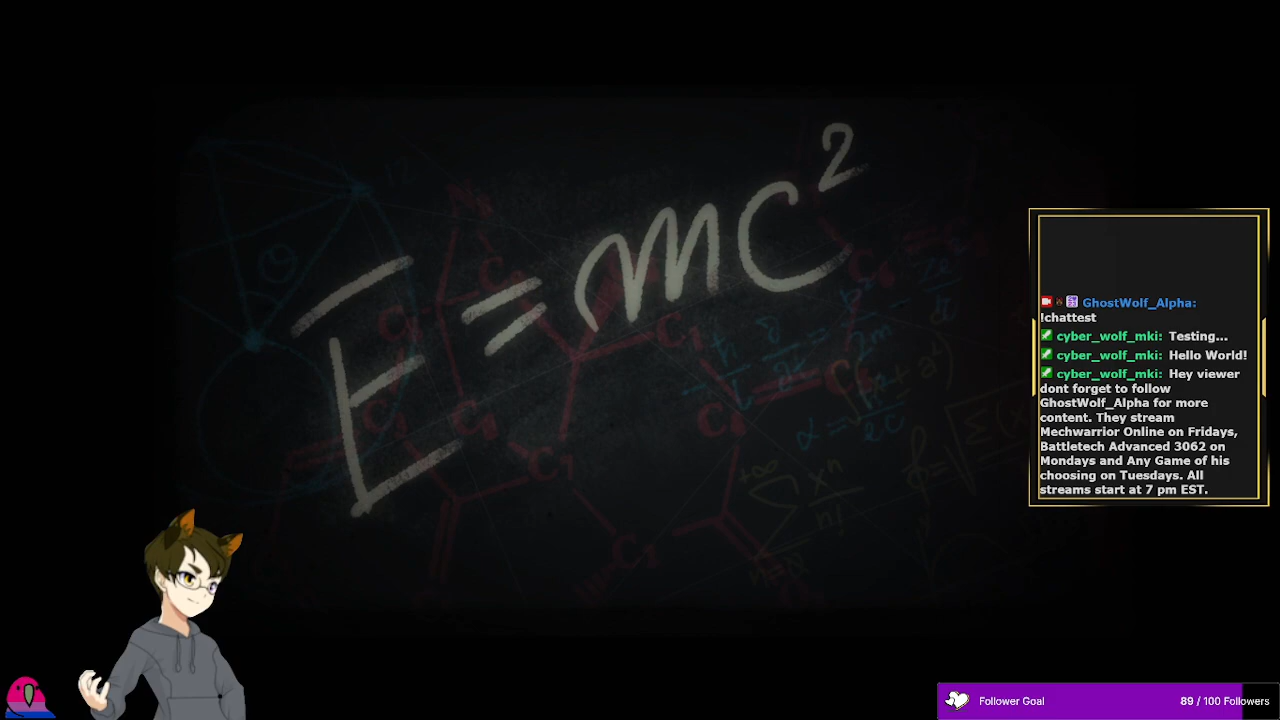 E = mc²
GhostWolf_Alpha:
!chattest
cyber_wolf_mki: Testing...
cyber_wolf_mki: Hello World!
cyber_wolf_mki: Hey viewer
dont forget to follow
GhostWolf_Alpha for more
content. They stream
Mechwarrior Online on Fridays,
Battletech Advanced 3062 on
Mondays and Any Game of his
choosing on Tuesdays. All
streams start at 7 pm EST.
Follower Goal 89 / 100 Followers